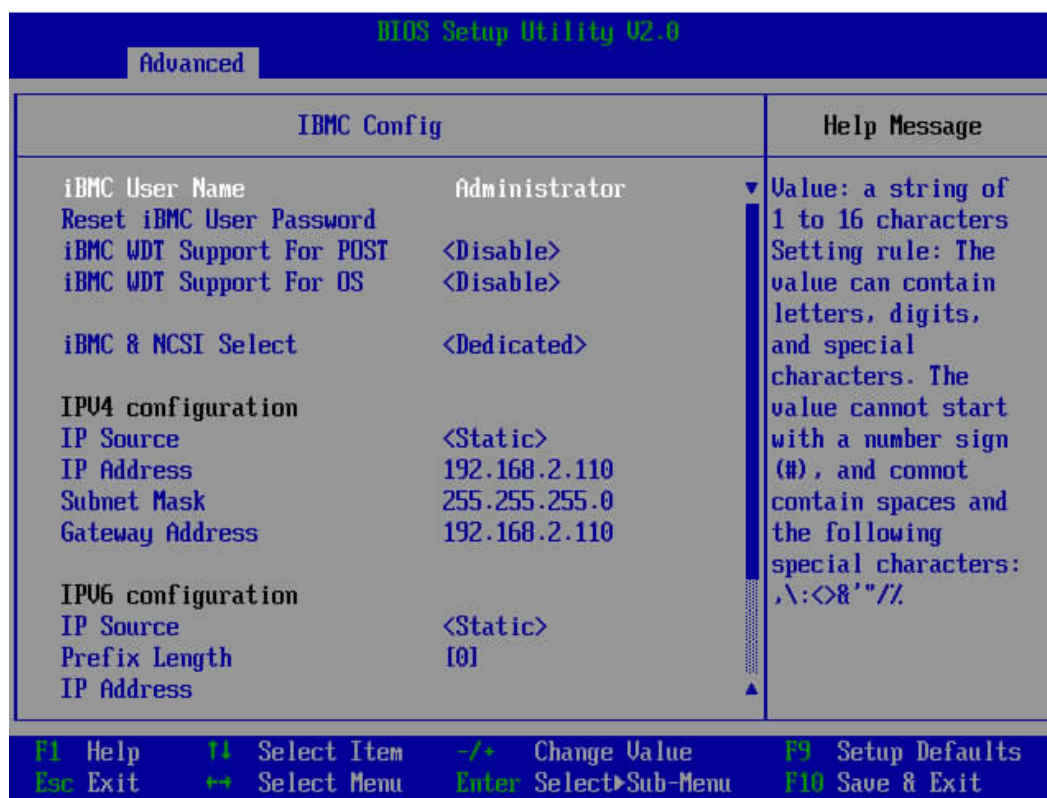 BIOS Setup Utility V2.0
Advanced
IBMC Config
iBMC User Name Administrator
Reset iBMC User Password
iBMC WDT Support For POST <Disable>
iBMC WDT Support For OS <Disable>
iBMC & NCSI Select <Dedicated>
IPV4 configuration
IP Source <Static>
IP Address 192.168.2.110
Subnet Mask 255.255.255.0
Gateway Address 192.168.2.110
IPV6 configuration
IP Source <Static>
Prefix Length [0]
IP Address
Help Message
Value: a string of
1 to 16 characters
Setting rule: The
value can contain
letters, digits,
and special
characters. The
value cannot start
with a number sign
(#), and connot
contain spaces and
the following
special characters:
,\:<>&'"/%
F1 Help ↑↓ Select Item -/+ Change Value F9 Setup Defaults
Esc Exit ←→ Select Menu Enter Select▶Sub-Menu F10 Save & Exit